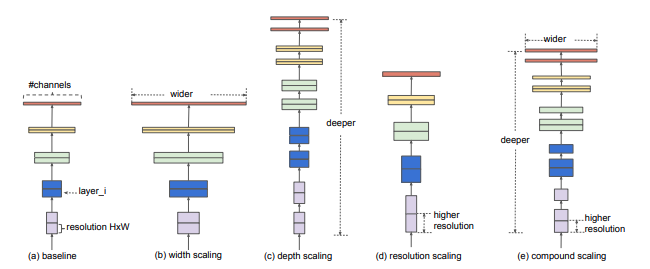 #channels
layer_i
resolution HxW
(a) baseline
wider
(b) width scaling
deeper
(c) depth scaling
higher
resolution
(d) resolution scaling
wider
deeper
higher
resolution
(e) compound scaling